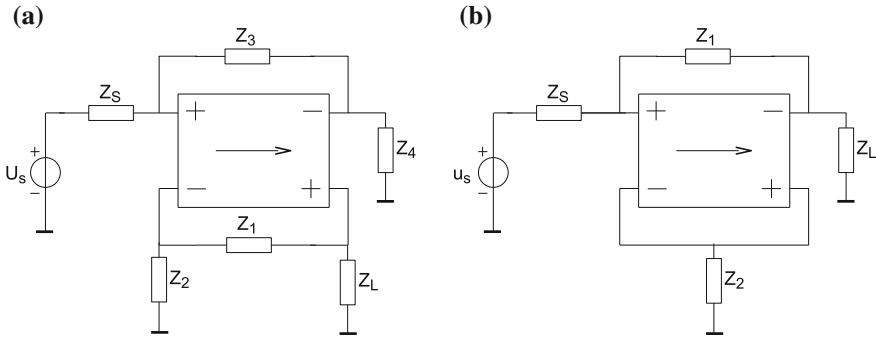 (a)
Z3
ZS
+ −
Us
+
−
Z4
− +
Z1
Z2
ZL
(b)
Z1
ZS
+ −
us
+
−
ZL
− +
Z2